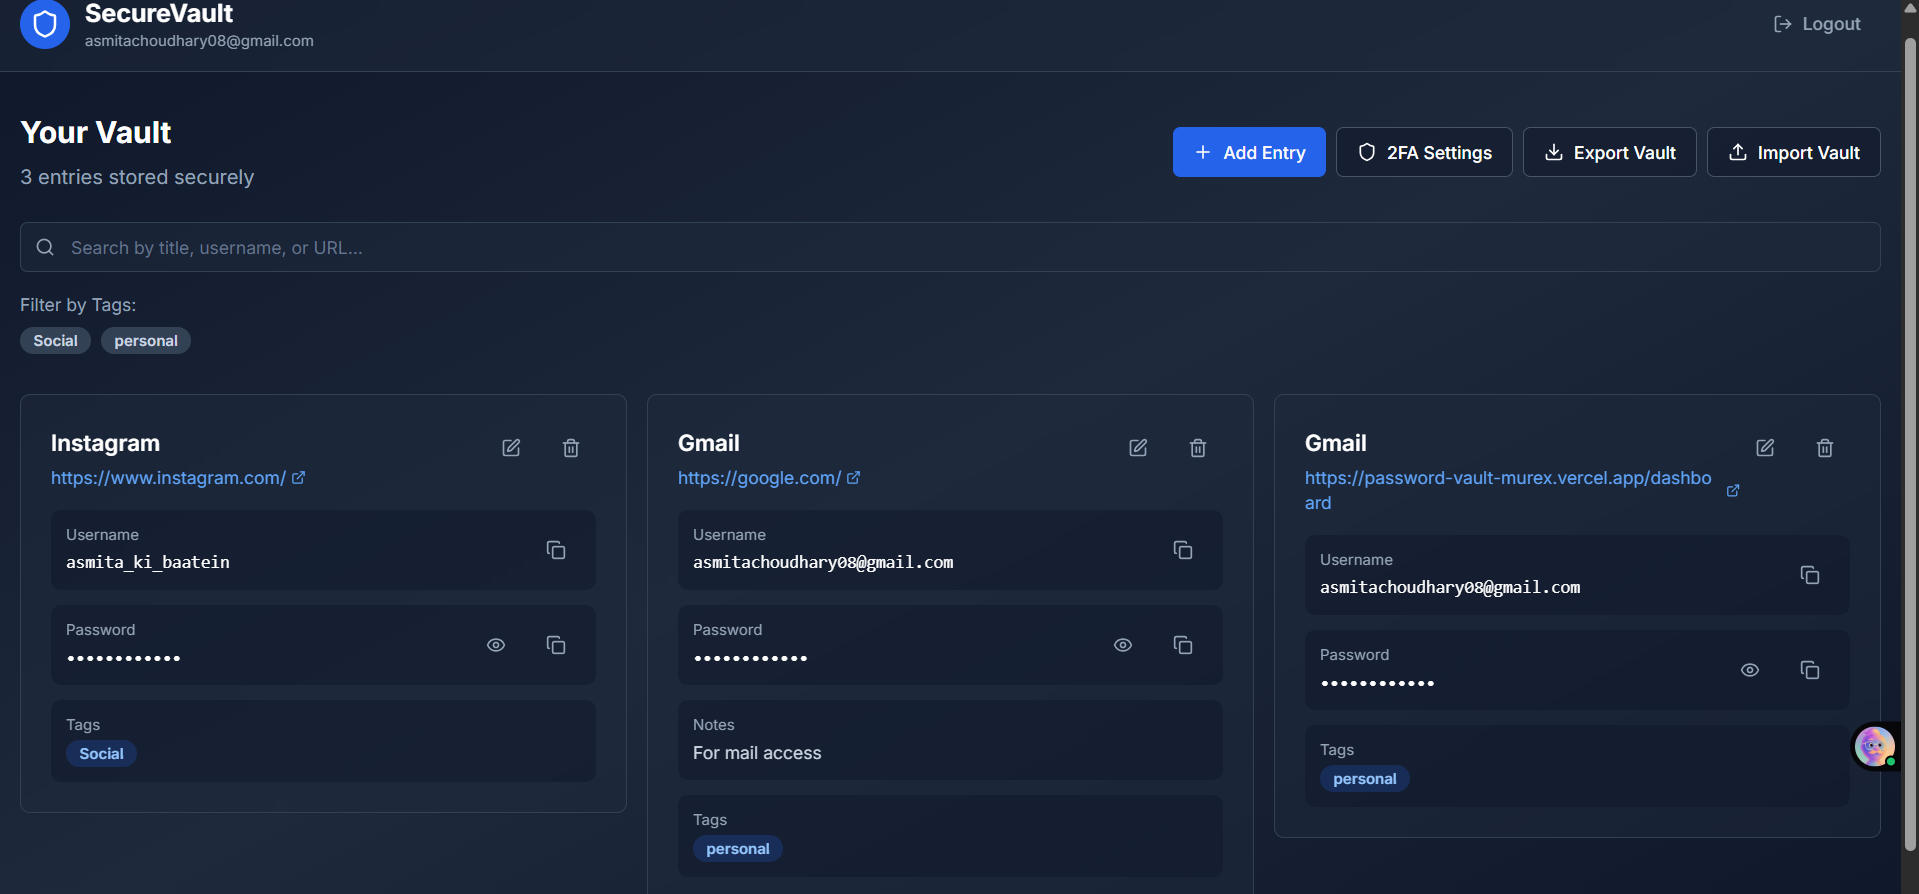 SecureVault
asmitachoudhary08@gmail.com
Logout
Your Vault
3 entries stored securely
Add Entry
2FA Settings
Export Vault
Import Vault
Search by title, username, or URL...
Filter by Tags:
Social
personal
Instagram
https://www.instagram.com/
Username
asmita_ki_baatein
Password
••••••••••••
Tags
Social
Gmail
https://google.com/
Username
asmitachoudhary08@gmail.com
Password
••••••••••••
Notes
For mail access
Tags
personal
Gmail
https://password-vault-murex.vercel.app/dashbo
ard
Username
asmitachoudhary08@gmail.com
Password
••••••••••••
Tags
personal